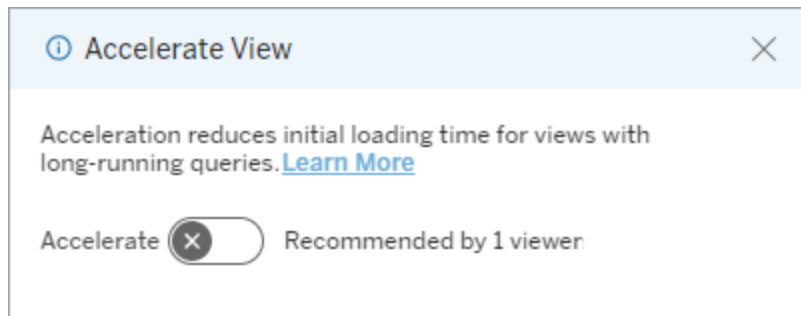 Accelerate View
Acceleration reduces initial loading time for views with
long-running queries. Learn More
Accelerate Recommended by 1 viewer